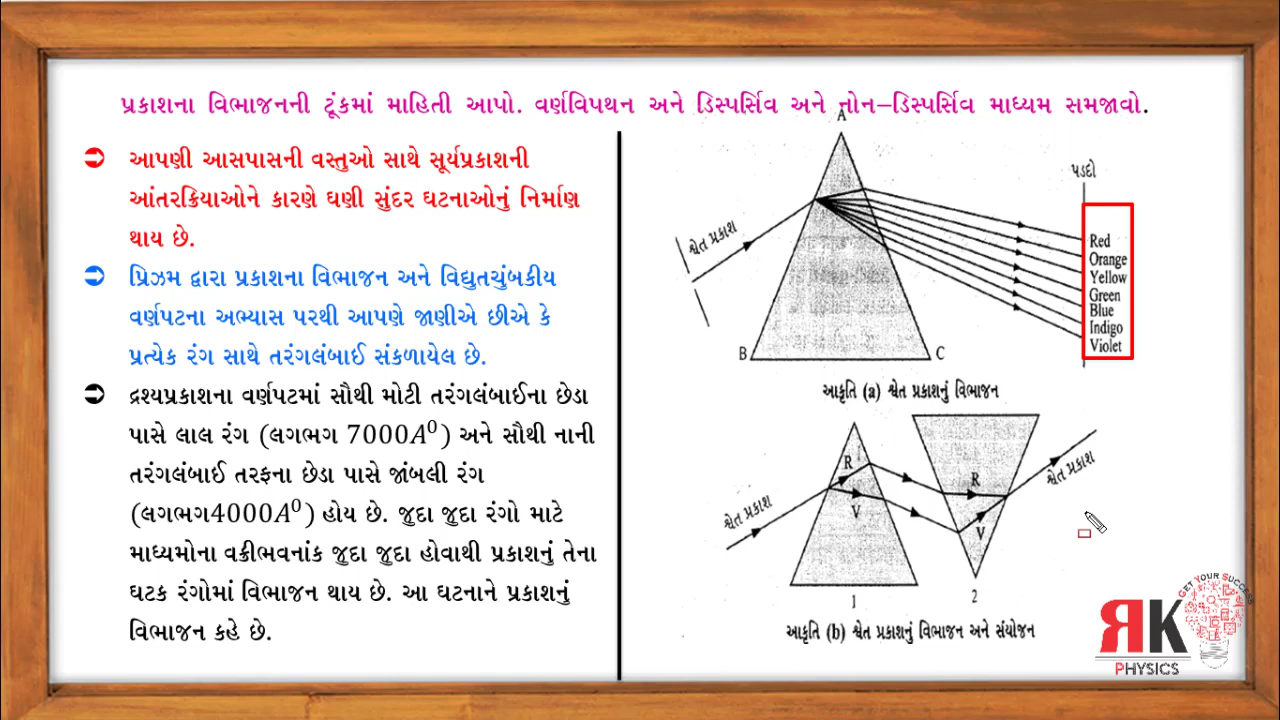 પ્રકાશના વિભાજનની ટૂંકમાં માહિતી આપો. વર્ણવિપથન અને ડિસ્પર્સિવ અને નોન-ડિસ્પર્સિવ માધ્યમ સમજાવો.
આપણી આસપાસની વસ્તુઓ સાથે સૂર્યપ્રકાશની
આંતરક્રિયાઓને કારણે ઘણી સુંદર ઘટનાઓનું નિર્માણ
થાય છે.
પ્રિઝમ દ્વારા પ્રકાશના વિભાજન અને વિદ્યુતચુંબકીય
વર્ણપટના અભ્યાસ પરથી આપણે જાણીએ છીએ કે
પ્રત્યેક રંગ સાથે તરંગલંબાઈ સંકળાયેલ છે.
દ્રશ્યપ્રકાશના વર્ણપટમાં સૌથી મોટી તરંગલંબાઈના છેડા
પાસે લાલ રંગ (લગભગ 7000A⁰) અને સૌથી નાની
તરંગલંબાઈ તરફના છેડા પાસે જાંબલી રંગ
(લગભગ4000A⁰) હોય છે. જુદા જુદા રંગો માટે
માધ્યમોના વક્રીભવનાંક જુદા જુદા હોવાથી પ્રકાશનું તેના
ઘટક રંગોમાં વિભાજન થાય છે. આ ઘટનાને પ્રકાશનું
વિભાજન કહે છે.
A
પડદો
શ્વેત પ્રકાશ
Red
Orange
Yellow
Green
Blue
Indigo
Violet
B
C
આકૃતિ (a) શ્વેત પ્રકાશનું વિભાજન
શ્વેત પ્રકાશ
R
V
R
V
શ્વેત પ્રકાશ
1
2
આકૃતિ (b) શ્વેત પ્રકાશનું વિભાજન અને સંયોજન
GET YOUR SUCCESS
ЯK
PHYSICS